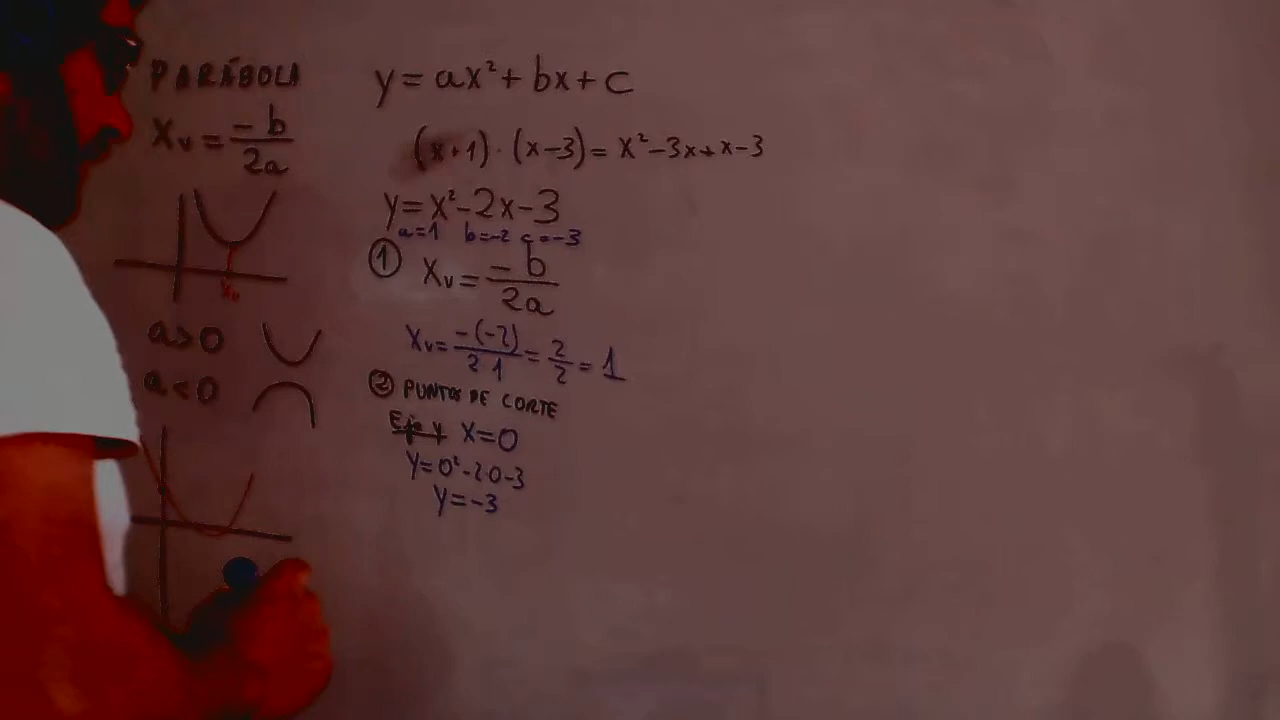 PARÁBOLA
Xv = -b/2a
xv
a>0
a<0
y = ax² + bx + c
(x+1)·(x-3) = x²-3x+x-3
y = x²-2x-3
a=1 b=-2 c=-3
① Xv = -b/2a
Xv = -(-2)/2·1 = 2/2 = 1
② PUNTOS DE CORTE
Eje y X=0
y=0²-2·0-3
y=-3